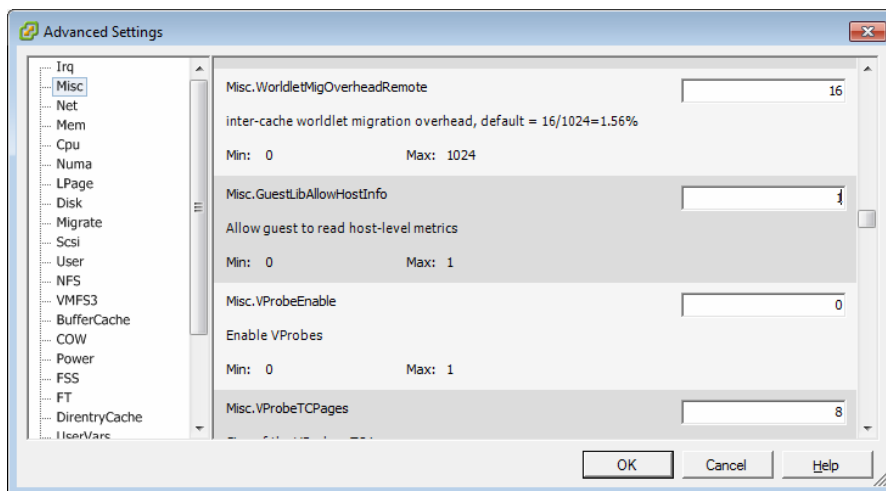 Advanced Settings
Irq
Misc
Net
Mem
Cpu
Numa
LPage
Disk
Migrate
Scsi
User
NFS
VMFS3
BufferCache
COW
Power
FSS
FT
DirentryCache
UserVars
Misc.WorldletMigOverheadRemote 16
inter-cache worldlet migration overhead, default = 16/1024=1.56%
Min: 0 Max: 1024
Misc.GuestLibAllowHostInfo 1
Allow guest to read host-level metrics
Min: 0 Max: 1
Misc.VProbeEnable 0
Enable VProbes
Min: 0 Max: 1
Misc.VProbeTCPages 8
OK Cancel Help